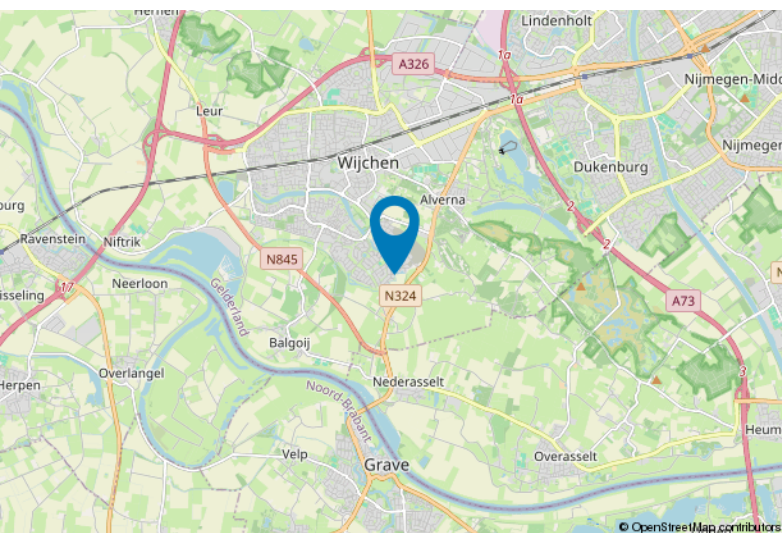 Hernen
Lindenholt
A326
1a
1a
Nijmegen-Midd
Leur
Nijmegen
Wijchen
Dukenburg
Alverna
2
2
Ravenstein
Niftrik
N845
Neerloon
17
N324
A73
Gelderland
Balgoij
Overlangel
3
Nederasselt
Herpen
Noord-Brabant
Velp
Grave
Overasselt
Heum
© OpenStreetMap contributors